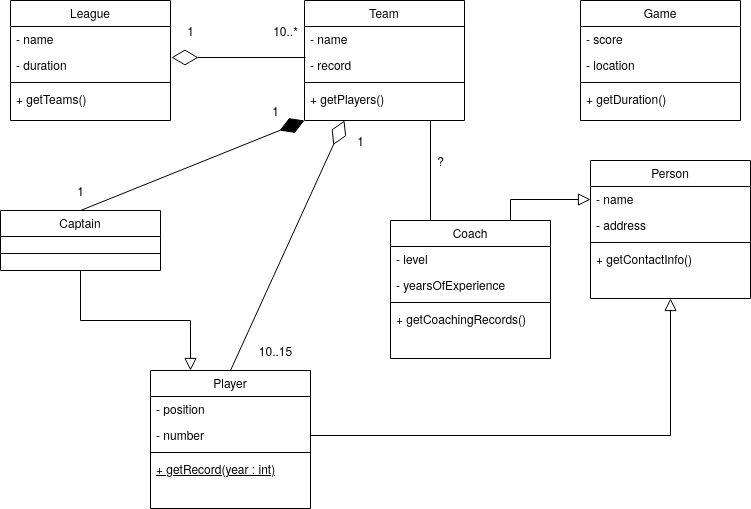 League
- name
- duration
+ getTeams()
1
10..*
Team
- name
- record
+ getPlayers()
Game
- score
- location
+ getDuration()
1
1
?
1
Captain
Coach
- level
- yearsOfExperience
+ getCoachingRecords()
Person
- name
- address
+ getContactInfo()
10..15
Player
- position
- number
+ getRecord(year : int)